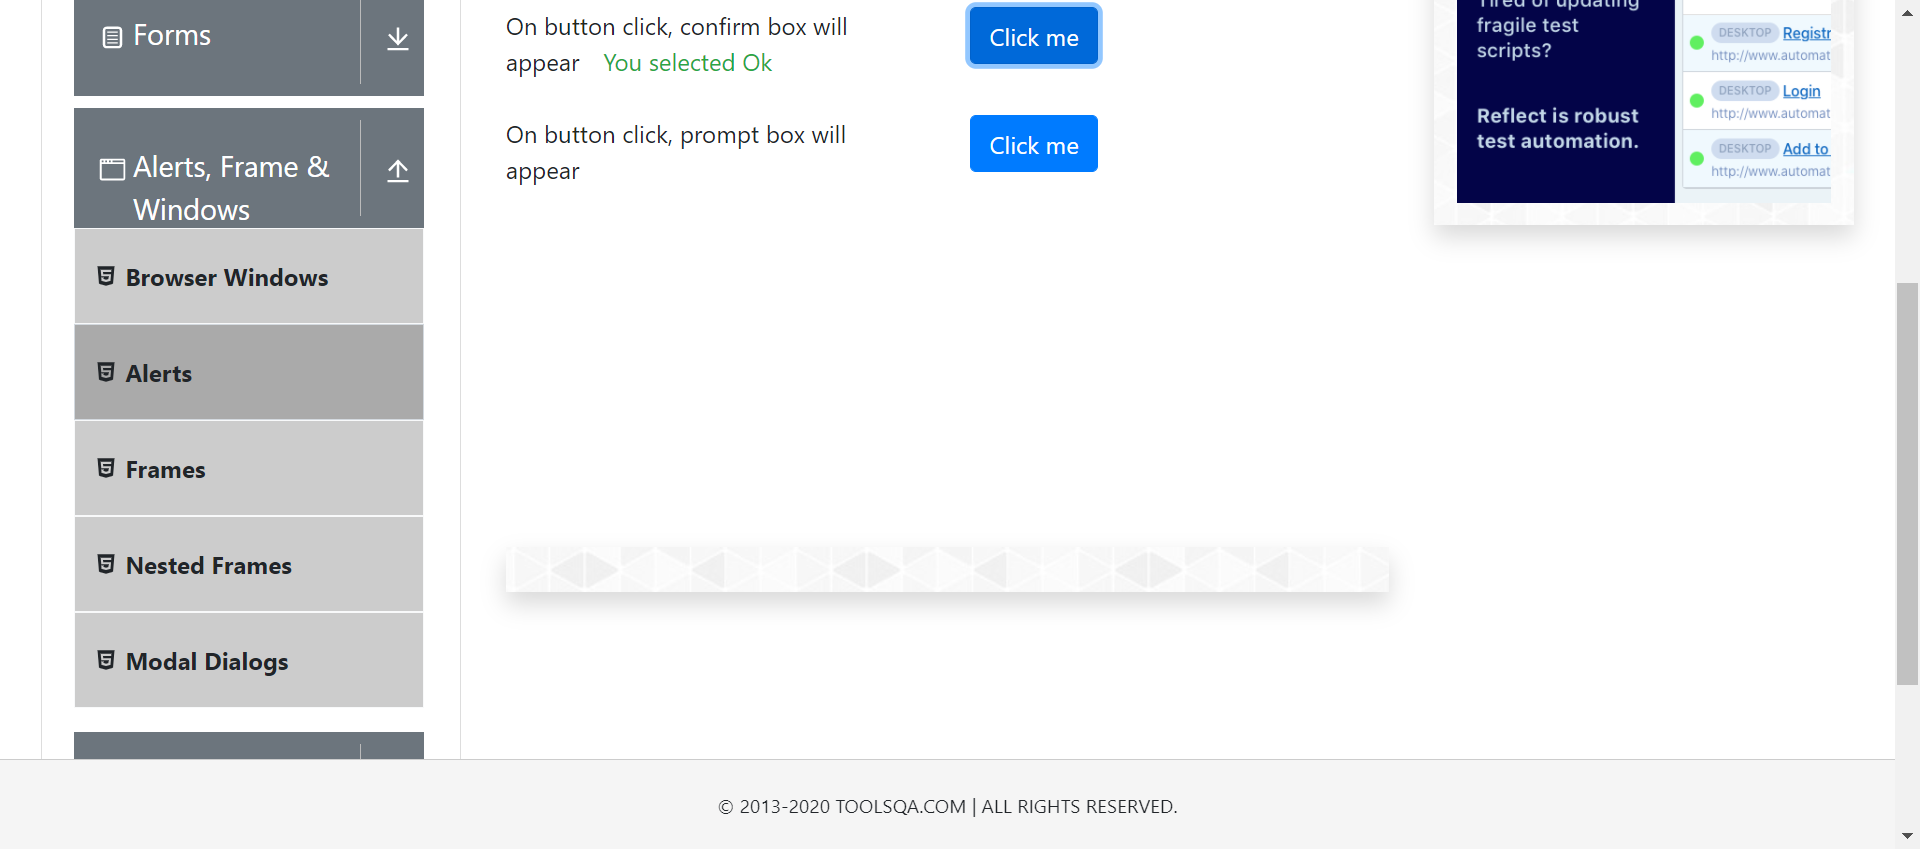 Forms
Alerts, Frame &
Windows
Browser Windows
Alerts
Frames
Nested Frames
Modal Dialogs
On button click, confirm box will
appear You selected Ok
Click me
On button click, prompt box will
appear
Click me
Tired of updating
fragile test
scripts?
Reflect is robust
test automation.
DESKTOP Registr
http://www.automat
DESKTOP Login
http://www.automat
DESKTOP Add to
http://www.automat
© 2013-2020 TOOLSQA.COM | ALL RIGHTS RESERVED.